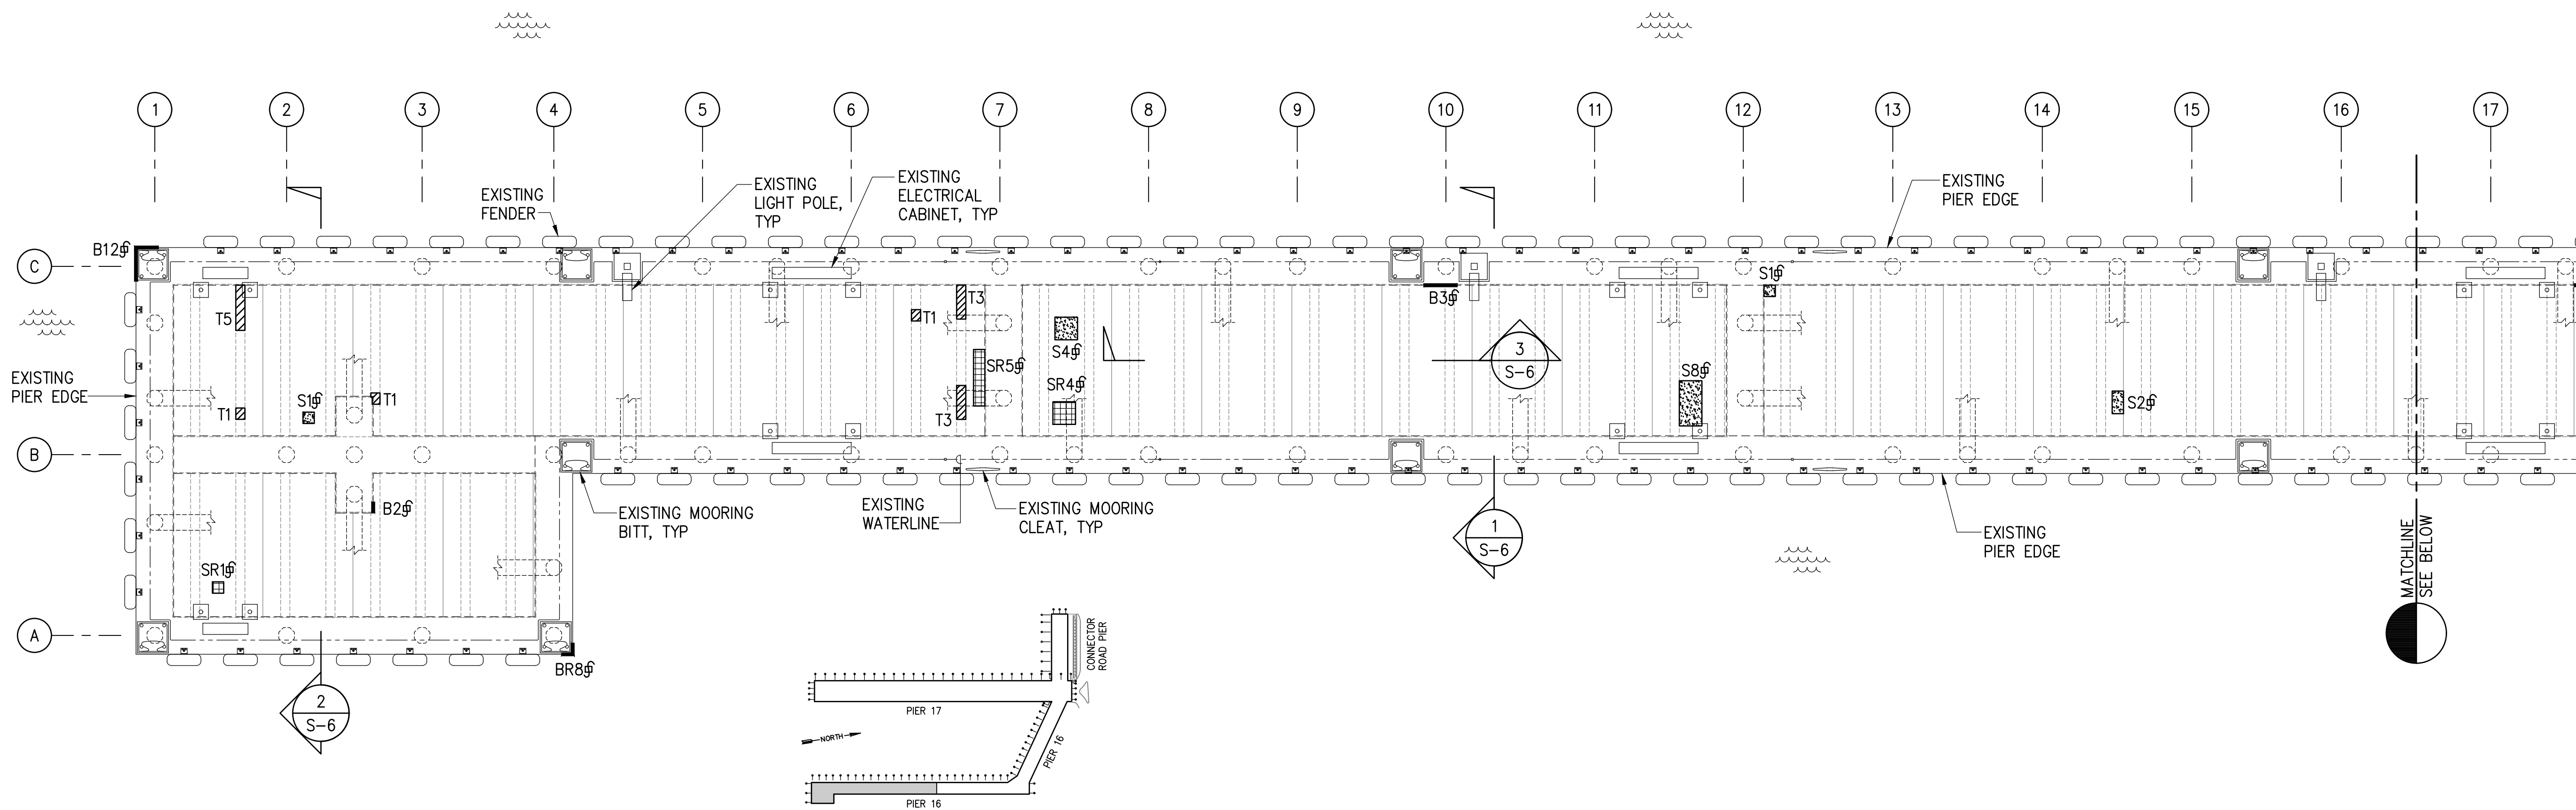 1
2
3
4
5
6
7
8
9
10
11
12
13
14
15
16
17
EXISTING
LIGHT POLE,
TYP
EXISTING
ELECTRICAL
CABINET, TYP
EXISTING
PIER EDGE
EXISTING
FENDER
B12
C
S1
T5
T3
T1
B3
S4
3
S-6
SR5
EXISTING
PIER EDGE
S8
SR4
T1
S1
T1
T3
S2
B
B2
EXISTING
WATERLINE
EXISTING MOORING
CLEAT, TYP
EXISTING MOORING
BITT, TYP
1
S-6
EXISTING
PIER EDGE
MATCHLINE
SEE BELOW
SR1
A
BR8
2
S-6
CONNECTOR
ROAD PIER
PIER 17
NORTH
PIER 16
PIER 16